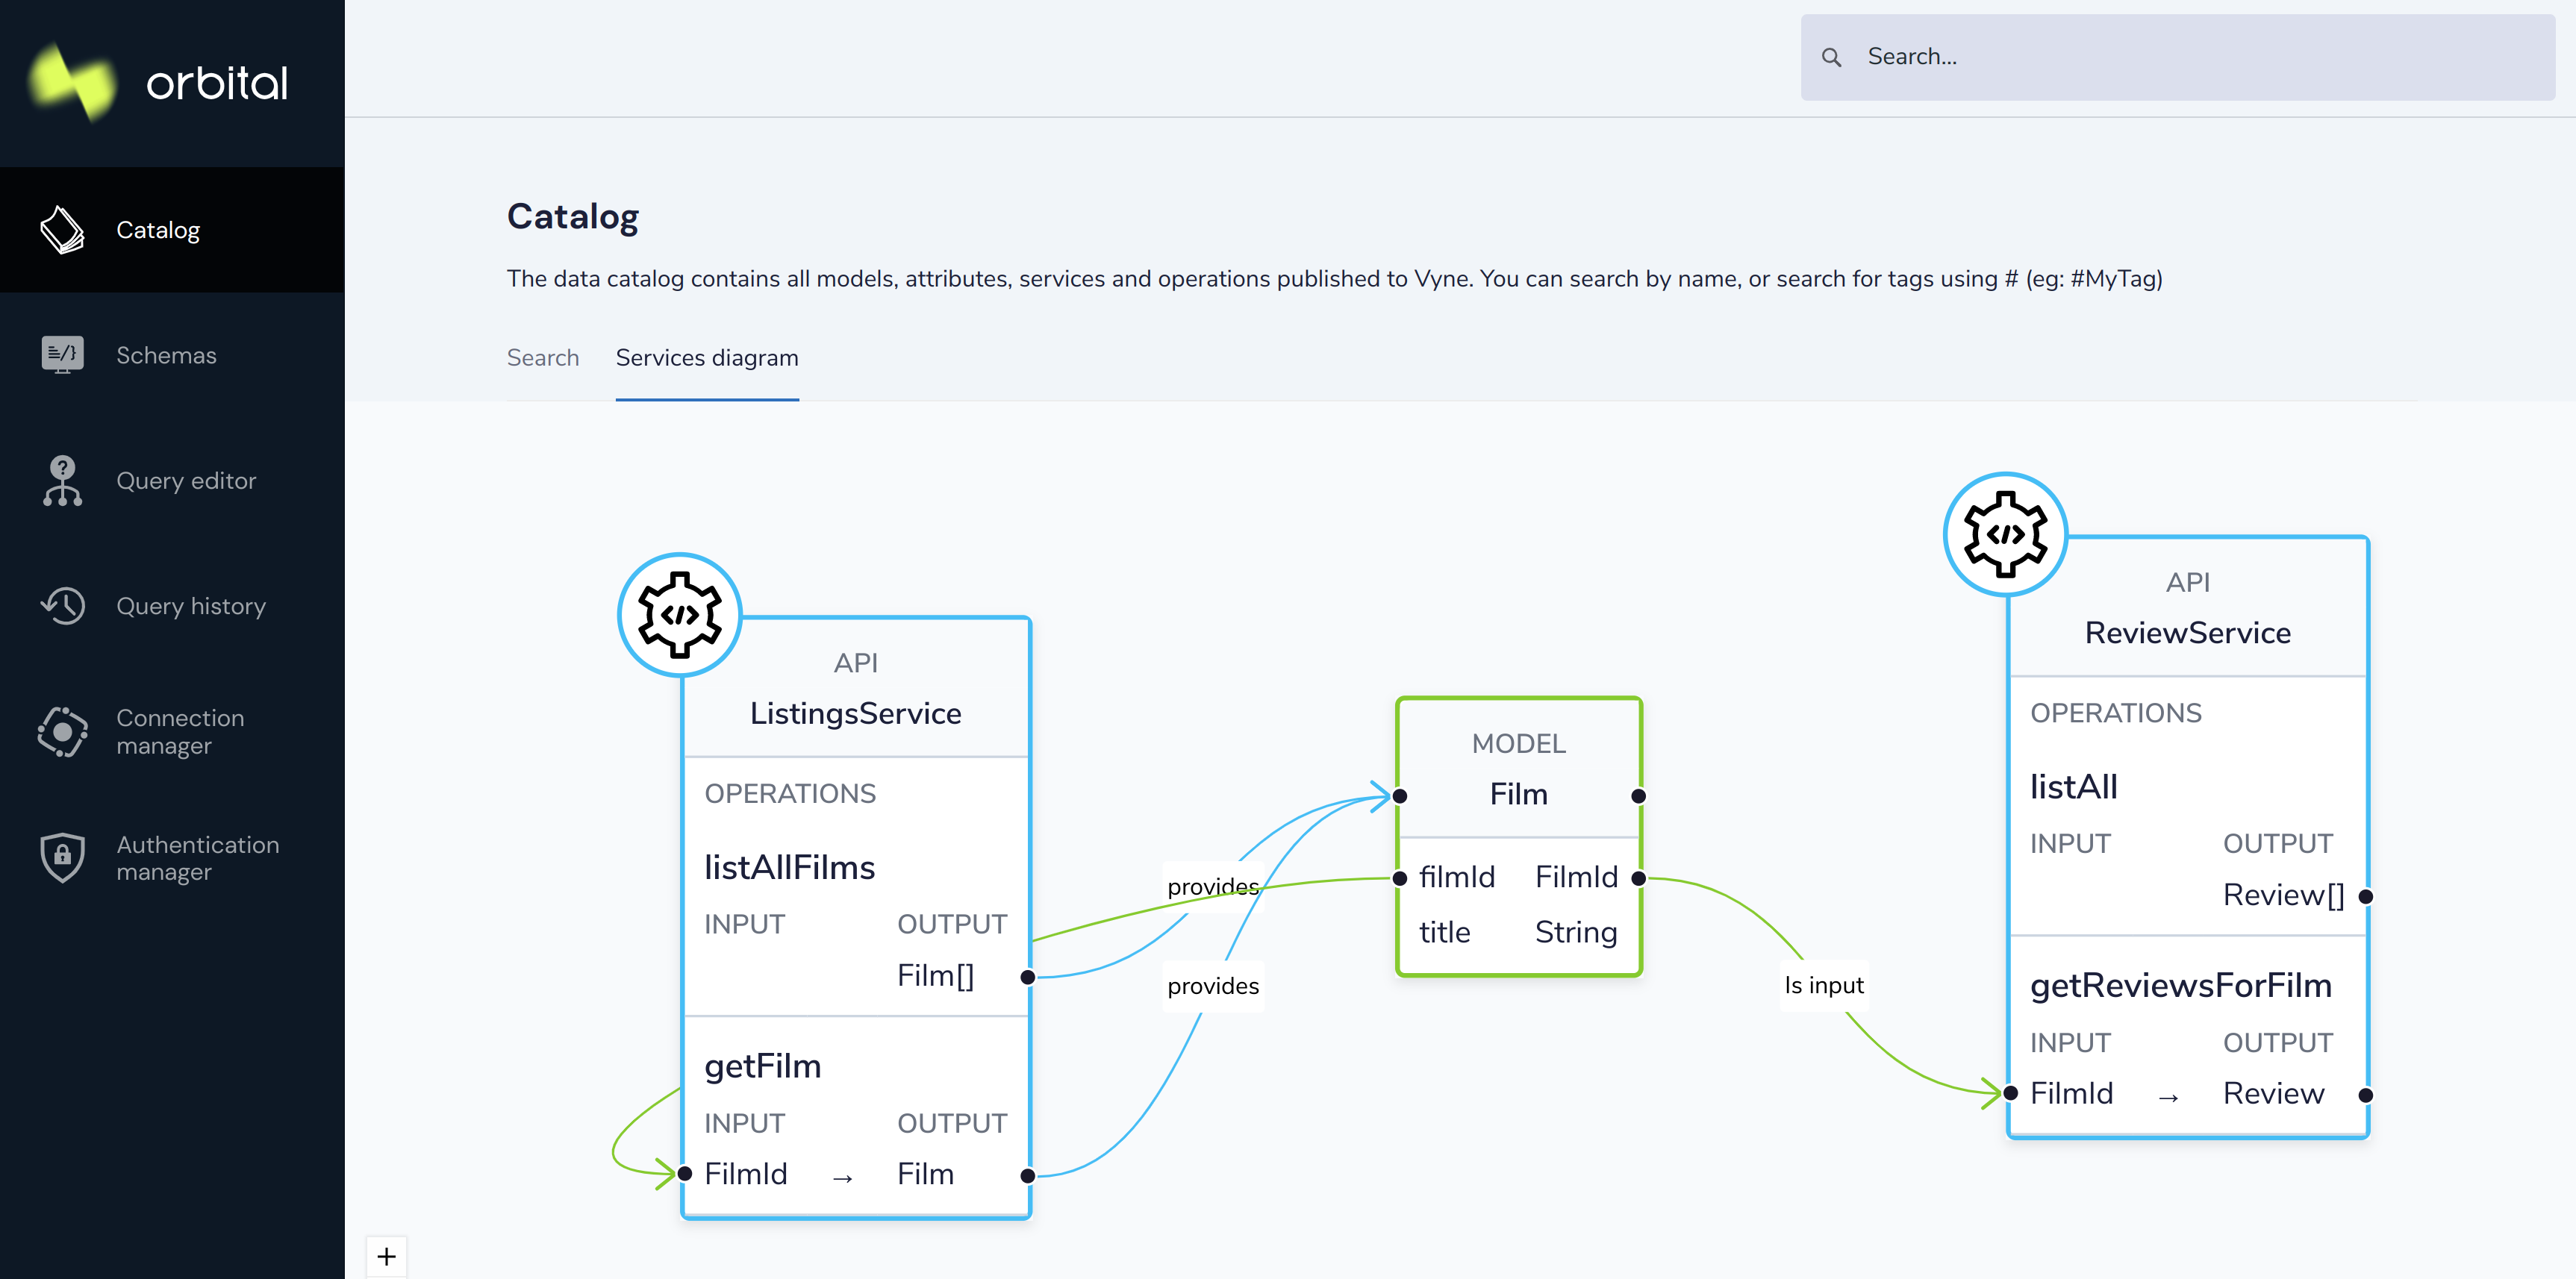 orbital
Search...
Catalog
Schemas
Query editor
Query history
Connection
manager
Authentication
manager
Catalog
The data catalog contains all models, attributes, services and operations published to Vyne. You can search by name, or search for tags using # (eg: #MyTag)
Search Services diagram
API
ListingsService
OPERATIONS
listAllFilms
INPUT OUTPUT
Film[]
getFilm
INPUT OUTPUT
FilmId → Film
provides
provides
MODEL
Film
filmId FilmId
title String
Is input
API
ReviewService
OPERATIONS
listAll
INPUT OUTPUT
Review[]
getReviewsForFilm
INPUT OUTPUT
FilmId → Review